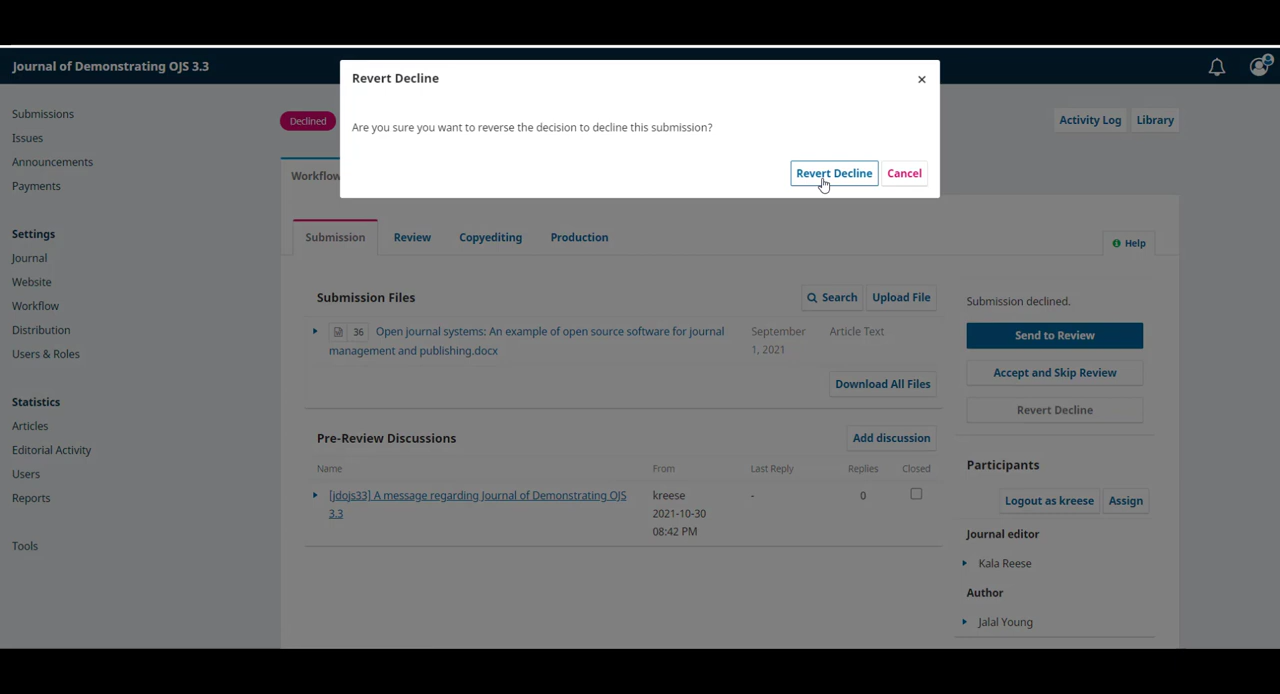 Journal of Demonstrating OJS 3.3
Revert Decline
×
Are you sure you want to reverse the decision to decline this submission?
Revert Decline
Cancel
Submissions
Issues
Announcements
Payments
Settings
Journal
Website
Workflow
Distribution
Users & Roles
Statistics
Articles
Editorial Activity
Users
Reports
Tools
Declined
Activity Log
Library
Workflow
Submission
Review
Copyediting
Production
Help
Submission Files
Search
Upload File
36
Open journal systems: An example of open source software for journal
management and publishing.docx
September
1, 2021
Article Text
Download All Files
Pre-Review Discussions
Add discussion
Name
From
Last Reply
Replies
Closed
[jdojs33] A message regarding Journal of Demonstrating OJS
3.3
kreese
2021-10-30
08:42 PM
-
0
Submission declined.
Send to Review
Accept and Skip Review
Revert Decline
Participants
Logout as kreese
Assign
Journal editor
Kala Reese
Author
Jalal Young